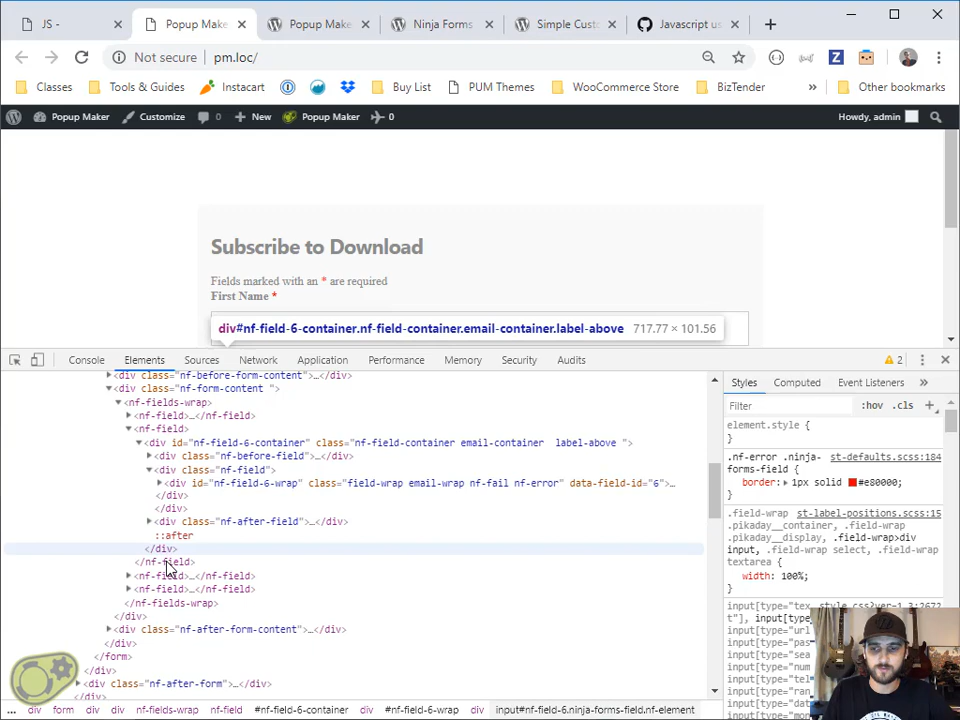 JS -
Popup Make
Popup Make
Ninja Forms
Simple Cust
Javascript us
Not secure pm.loc/
Classes
Tools & Guides
Instacart
Buy List
PUM Themes
WooCommerce Store
BizTender
»
Other bookmarks
Popup Maker
Customize
0
New
Popup Maker
0
Howdy, admin
Subscribe to Download
Fields marked with an * are required
First Name *
div#nf-field-6-container.nf-field-container.email-container.label-above 717.77 × 101.56
Console
Elements
Sources
Network
Application
Performance
Memory
Security
Audits
2
<div class="nf-before-form-content">…</div>
<div class="nf-form-content ">
<nf-fields-wrap>
<nf-field>…</nf-field>
<nf-field>
<div id="nf-field-6-container" class="nf-field-container email-container label-above ">
<div class="nf-before-field">…</div>
<div class="nf-field">
<div id="nf-field-6-wrap" class="field-wrap email-wrap nf-fail nf-error" data-field-id="6">…
</div>
</div>
<div class="nf-after-field">…</div>
::after
</div>
</nf-field>
<nf-field>…</nf-field>
<nf-field>…</nf-field>
</nf-fields-wrap>
</div>
<div class="nf-after-form-content">…</div>
</div>
</form>
</div>
<div class="nf-after-form">…</div>
</div>
… div form div div nf-fields-wrap nf-field #nf-field-6-container div #nf-field-6-wrap div input#nf-field-6.ninja-forms-field.nf-element
Styles
Computed
Event Listeners
»
Filter
:hov .cls +
element.style {
}
.nf-error .ninja- st-defaults.scss:184
forms-field {
border: 1px solid #e80000;
}
.field-wrap st-label-positions.scss:15
.pikaday__container, .field-wrap
.pikaday__display, .field-wrap>div
input, .field-wrap select, .field-wrap
textarea {
width: 100%;
}